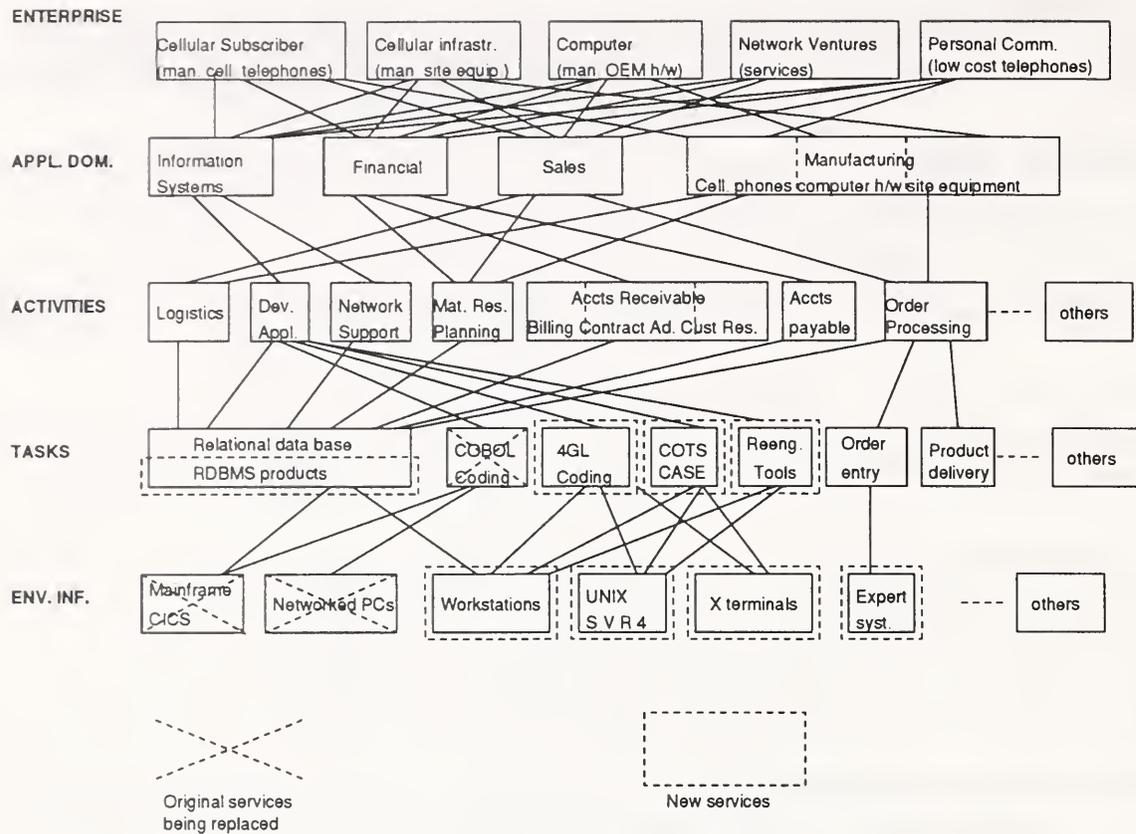 ENTERPRISE
Cellular Subscriber
(man. cell telephones)
Cellular infrastr.
(man site equip.)
Computer
(man OEM h/w)
Network Ventures
(services)
Personal Comm.
(low cost telephones)
APPL. DOM.
Information
Systems
Financial
Sales
Manufacturing
Cell. phones computer h/w site equipment
ACTIVITIES
Logistics
Dev.
Appl.
Network
Support
Mat. Res.
Planning
Accts Receivable
Billing Contract Ad. Cust Res.
Accts
payable
Order
Processing
others
TASKS
Relational data base
RDBMS products
COBOL
Coding
4GL
Coding
COTS
CASE
Reeng.
Tools
Order
entry
Product
delivery
others
ENV. INF.
Mainframe
CICS
Networked PCs
Workstations
UNIX
S V R 4
X terminals
Expert
syst.
others
Original services
being replaced
New services